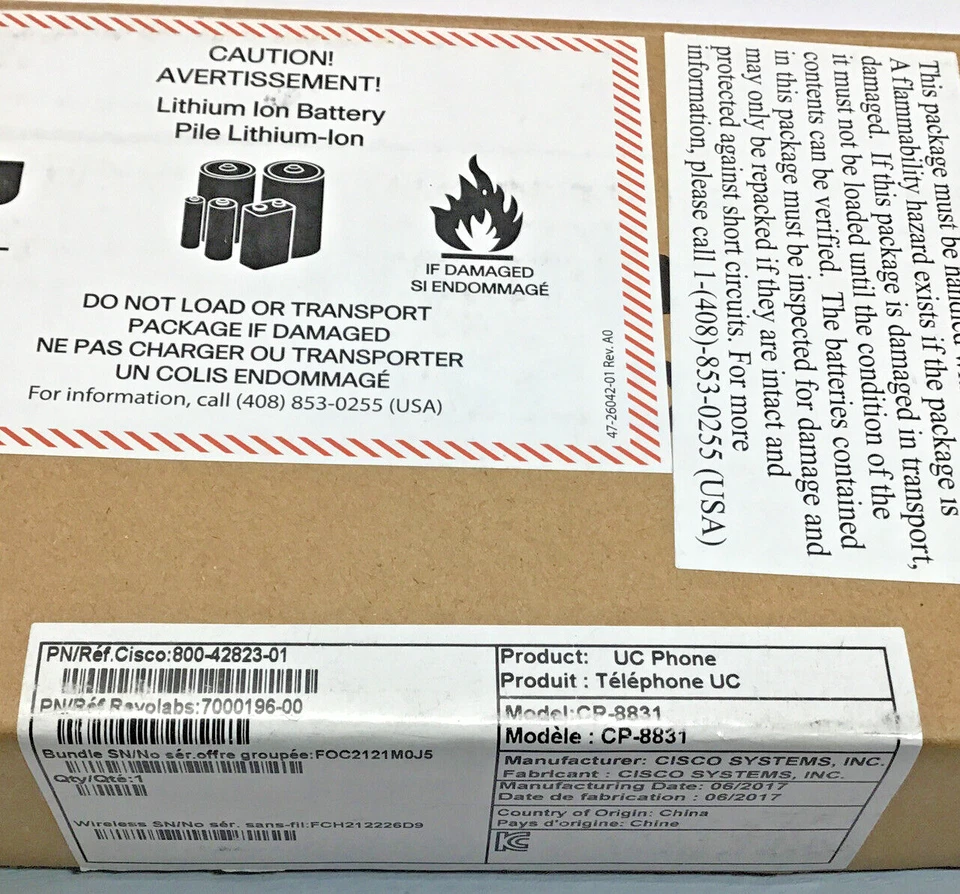 CAUTION!
AVERTISSEMENT!
Lithium Ion Battery
Pile Lithium-Ion
IF DAMAGED
SI ENDOMMAGÉ
DO NOT LOAD OR TRANSPORT
PACKAGE IF DAMAGED
NE PAS CHARGER OU TRANSPORTER
UN COLIS ENDOMMAGÉ
For information, call (408) 853-0255 (USA)
47-26042-01 Rev. A0
This package must be handled
A flammability hazard exists if the package is
damaged. If this package is damaged in transport,
it must not be loaded until the condition of the
contents can be verified. The batteries contained
in this package must be inspected for damage and
may only be repacked if they are intact and
protected against short circuits. For more
information, please call 1-(408)-853-0255 (USA)
PN/Réf.Cisco:800-42823-01
PN/Réf.Revolabs:7000196-00
Bundle SN/No sér.offre groupée:FOC2121M0J5
Qty/Qté:1
Wireless SN/No sér. sans-fil:FCH212226D9
Product: UC Phone
Produit : Téléphone UC
Model:CP-8831
Modèle : CP-8831
Manufacturer: CISCO SYSTEMS, INC.
Fabricant : CISCO SYSTEMS, INC.
Manufacturing Date: 06/2017
Date de fabrication : 06/2017
Country of Origin: China
Pays d'origine: Chine